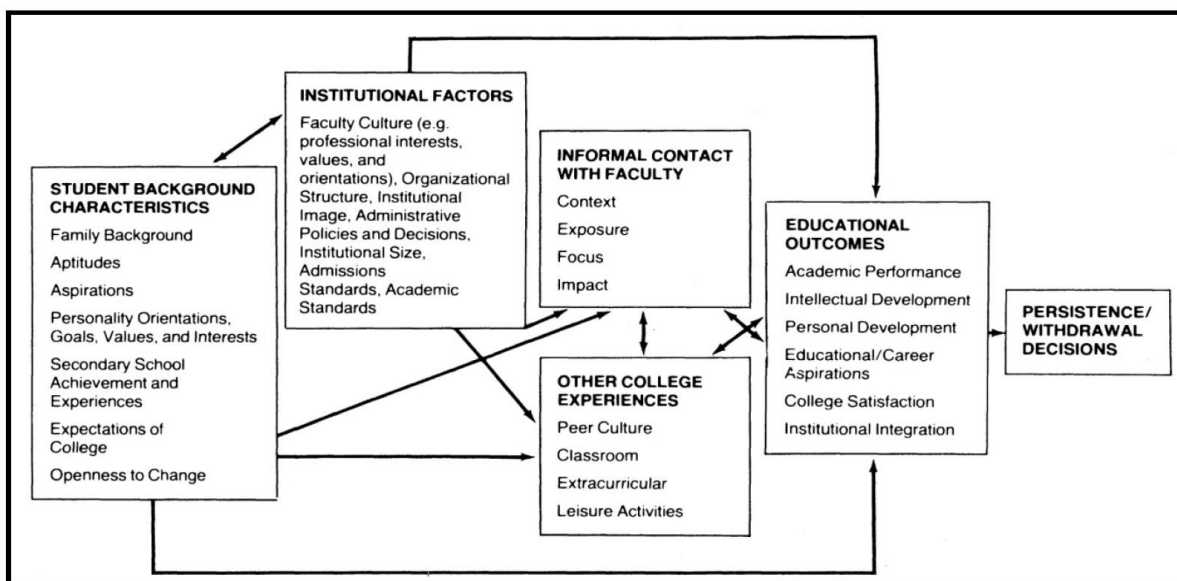 STUDENT BACKGROUND
CHARACTERISTICS
Family Background
Aptitudes
Aspirations
Personality Orientations,
Goals, Values, and Interests
Secondary School
Achievement and
Experiences
Expectations of
College
Openness to Change
INSTITUTIONAL FACTORS
Faculty Culture (e.g.
professional interests,
values, and
orientations), Organizational
Structure, Institutional
Image, Administrative
Policies and Decisions,
Institutional Size,
Admissions
Standards, Academic
Standards
INFORMAL CONTACT
WITH FACULTY
Context
Exposure
Focus
Impact
OTHER COLLEGE
EXPERIENCES
Peer Culture
Classroom
Extracurricular
Leisure Activities
EDUCATIONAL
OUTCOMES
Academic Performance
Intellectual Development
Personal Development
Educational/Career
Aspirations
College Satisfaction
Institutional Integration
PERSISTENCE/
WITHDRAWAL
DECISIONS